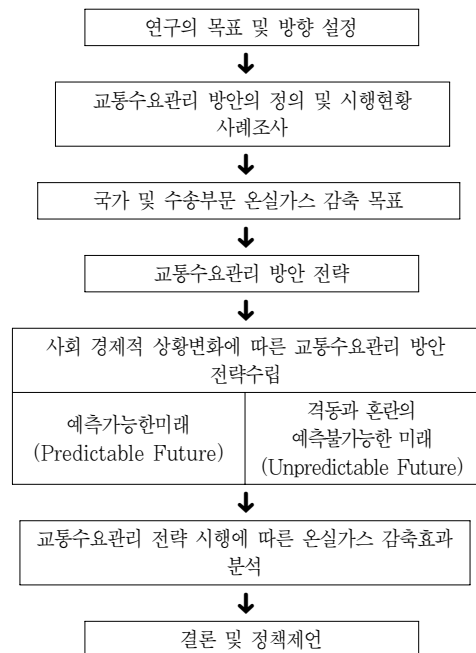 연구의 목표 및 방향 설정
교통수요관리 방안의 정의 및 시행현황
사례조사
국가 및 수송부문 온실가스 감축 목표
교통수요관리 방안 전략
사회 경제적 상황변화에 따른 교통수요관리 방안
전략수립
예측가능한미래
(Predictable Future)
격동과 혼란의
예측불가능한 미래
(Unpredictable Future)
교통수요관리 전략 시행에 따른 온실가스 감축효과
분석
결론 및 정책제언